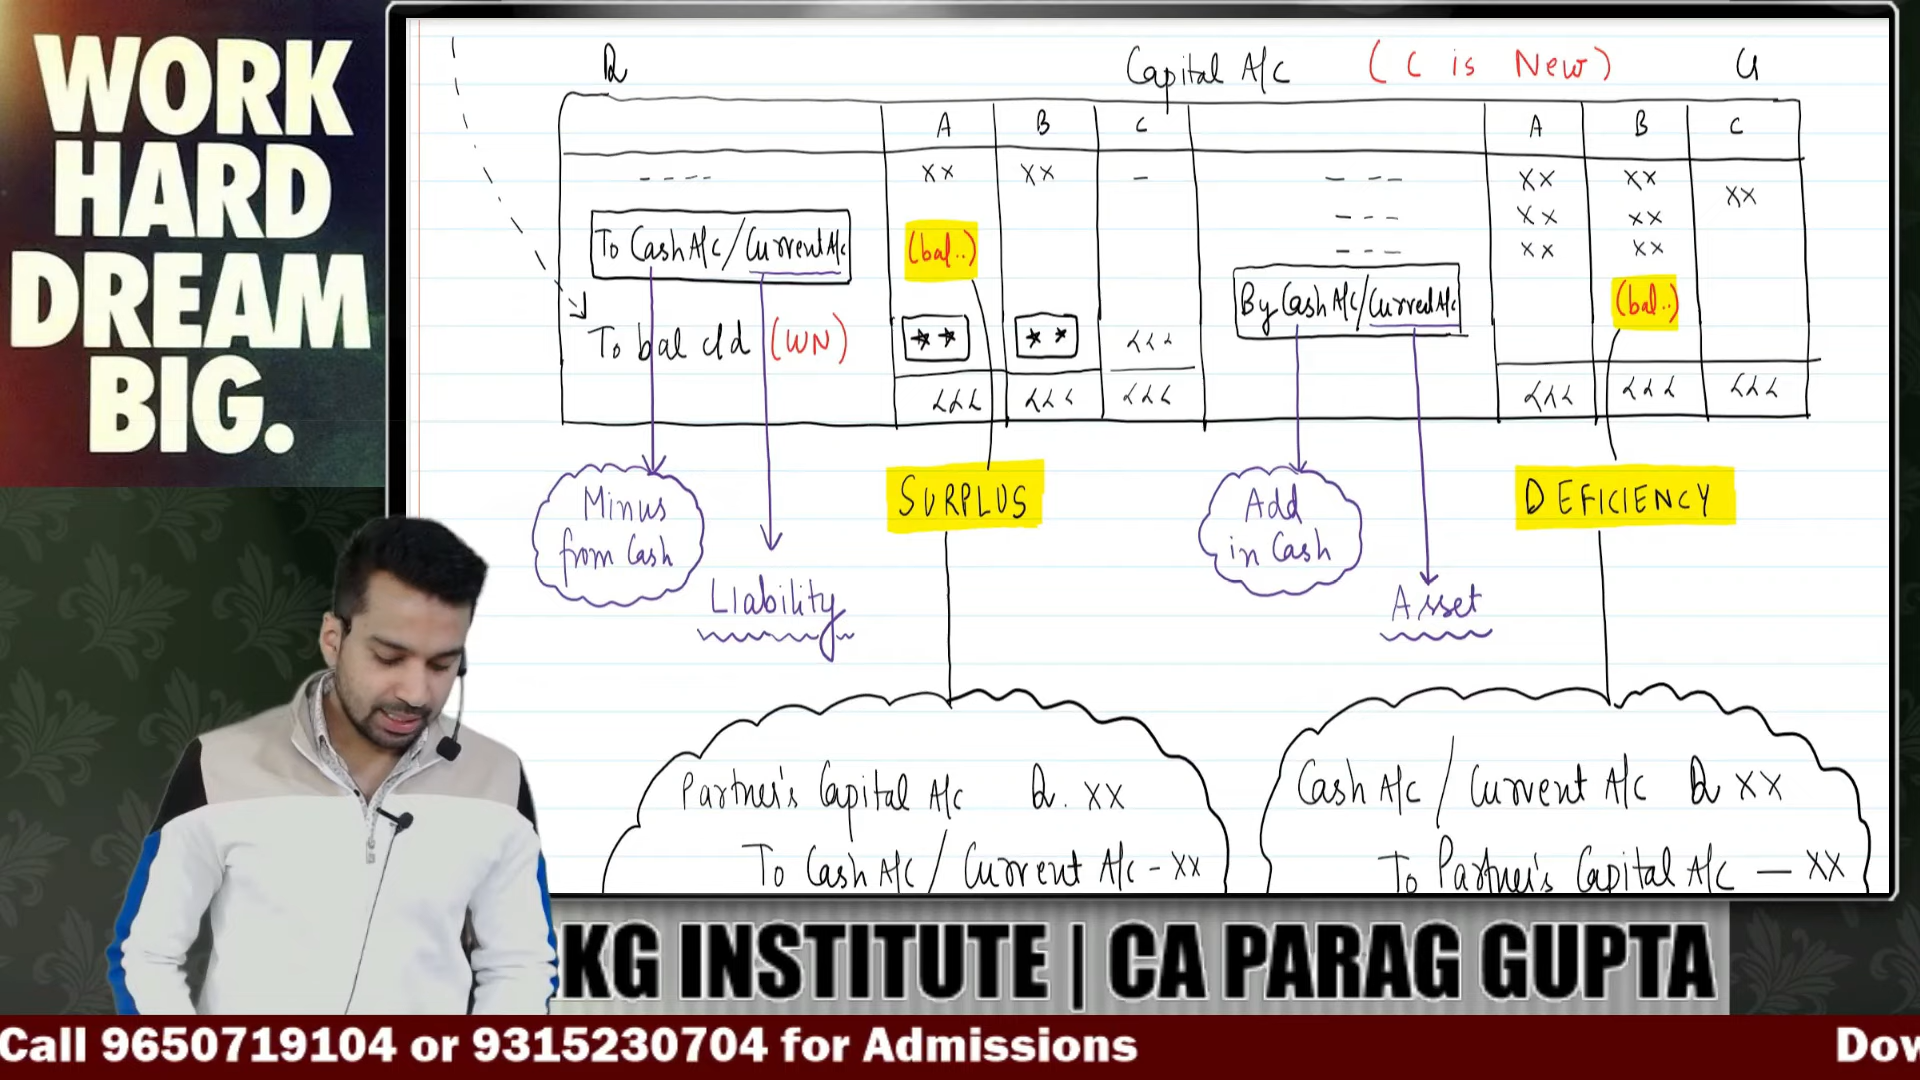 WORK
HARD
DREAM
BIG.
Dr Capital A/c (C is New) Cr
A B C A B C
---- xx xx - - -- xx xx xx
To Cash A/c/Current A/c (bal..) --- xx xx
--- xx xx
By Cash A/c/Current A/c (bal..)
To bal c/d (WN) ** **
SURPLUS
DEFICIENCY
Minus
from Cash
Liability
Add
in Cash
Asset
Partner's Capital A/c Dr. xx
To Cash A/c / Current A/c - xx
Cash A/c / Current A/c Dr xx
To Partner's Capital A/c — xx
KG INSTITUTE | CA PARAG GUPTA
Call 9650719104 or 9315230704 for Admissions
Dow